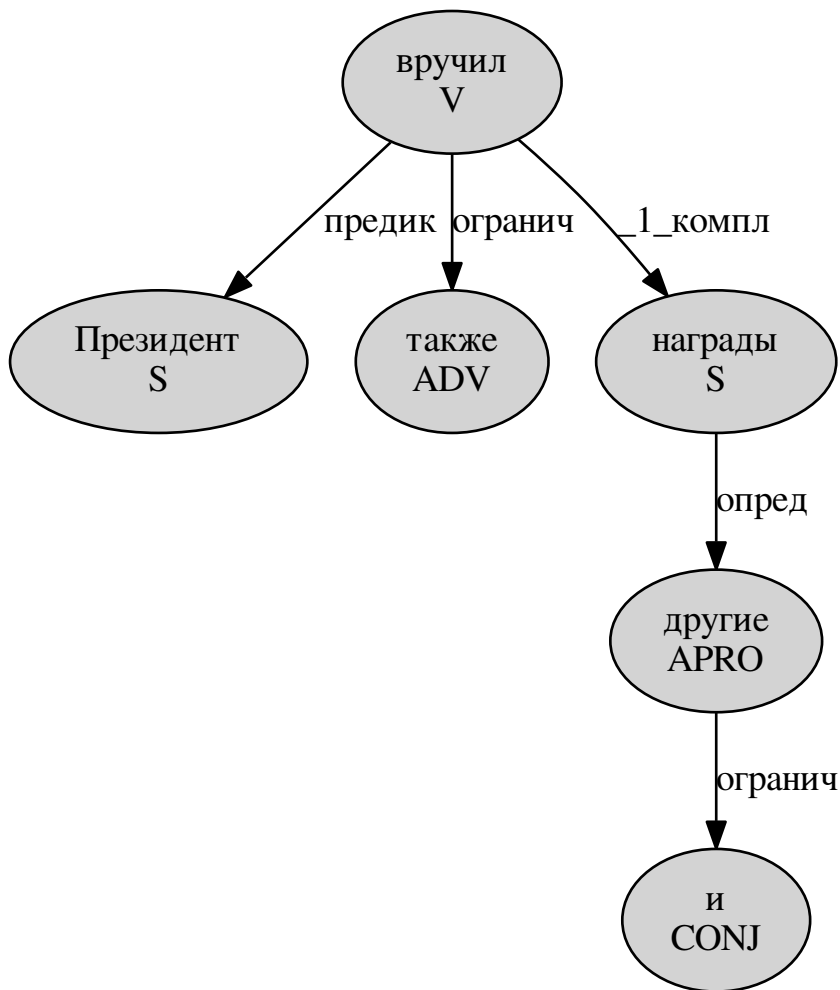 вручил
V
предик
огранич
_1_компл
Президент
S
также
ADV
награды
S
опред
другие
APRO
огранич
и
CONJ